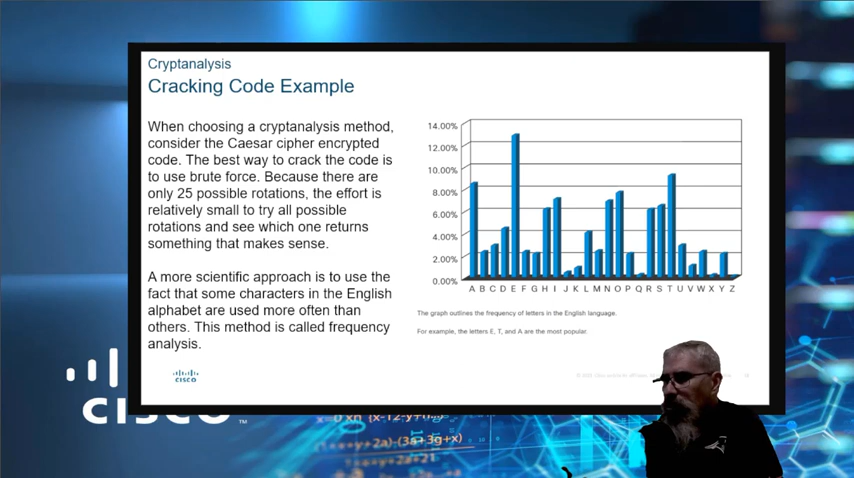 Cryptanalysis
Cracking Code Example
When choosing a cryptanalysis method,
consider the Caesar cipher encrypted
code. The best way to crack the code is
to use brute force. Because there are
only 25 possible rotations, the effort is
relatively small to try all possible
rotations and see which one returns
something that makes sense.
A more scientific approach is to use the
fact that some characters in the English
alphabet are used more often than
others. This method is called frequency
analysis.
14.00%
12.00%
10.00%
8.00%
6.00%
4.00%
2.00%
0.00%
A B C D E F G H I J K L M N O P Q R S T U V W X Y Z
The graph outlines the frequency of letters in the English language.
For example, the letters E, T, and A are the most popular.
CISCO
CISCO